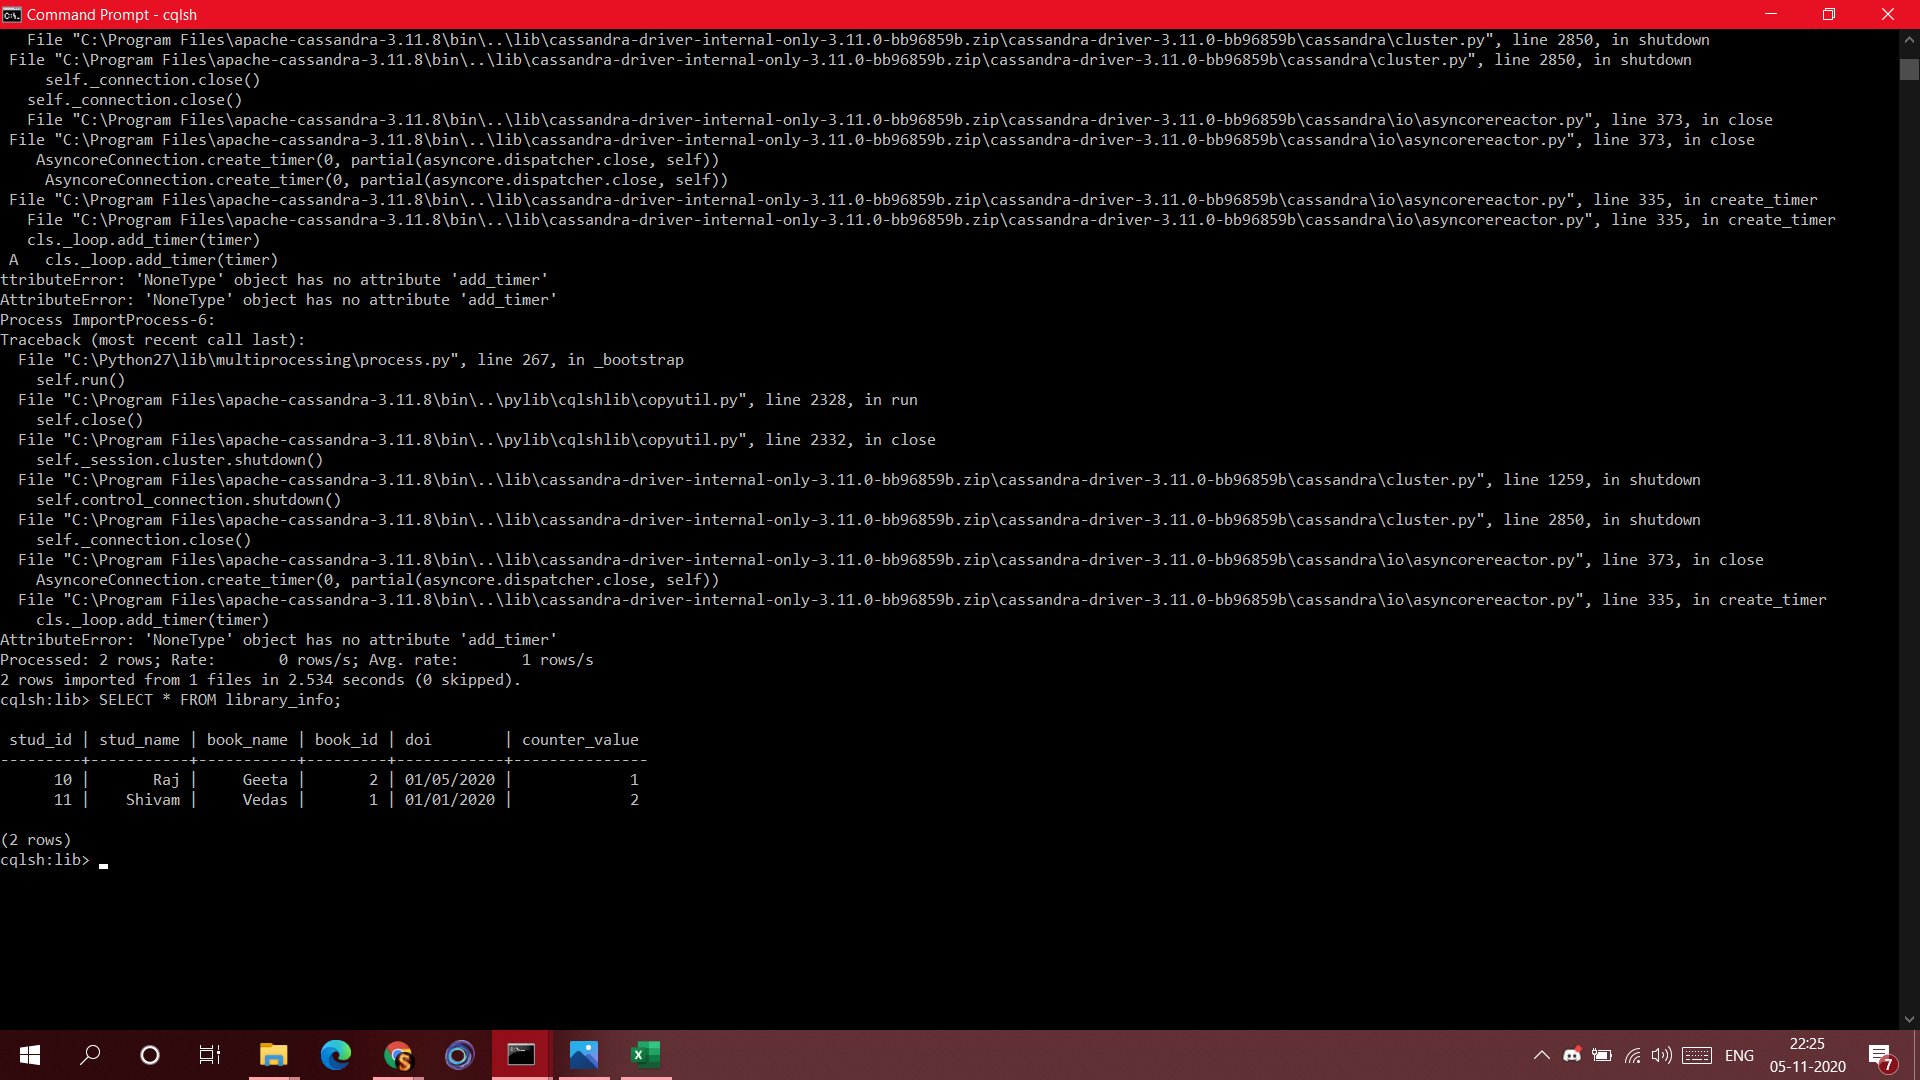 Command Prompt - cqlsh
File "C:\Program Files\apache-cassandra-3.11.8\bin\..\lib\cassandra-driver-internal-only-3.11.0-bb96859b.zip\cassandra-driver-3.11.0-bb96859b\cassandra\cluster.py", line 2850, in shutdown
File "C:\Program Files\apache-cassandra-3.11.8\bin\..\lib\cassandra-driver-internal-only-3.11.0-bb96859b.zip\cassandra-driver-3.11.0-bb96859b\cassandra\cluster.py", line 2850, in shutdown
self._connection.close()
self._connection.close()
File "C:\Program Files\apache-cassandra-3.11.8\bin\..\lib\cassandra-driver-internal-only-3.11.0-bb96859b.zip\cassandra-driver-3.11.0-bb96859b\cassandra\io\asyncorereactor.py", line 373, in close
File "C:\Program Files\apache-cassandra-3.11.8\bin\..\lib\cassandra-driver-internal-only-3.11.0-bb96859b.zip\cassandra-driver-3.11.0-bb96859b\cassandra\io\asyncorereactor.py", line 373, in close
AsyncoreConnection.create_timer(0, partial(asyncore.dispatcher.close, self))
AsyncoreConnection.create_timer(0, partial(asyncore.dispatcher.close, self))
File "C:\Program Files\apache-cassandra-3.11.8\bin\..\lib\cassandra-driver-internal-only-3.11.0-bb96859b.zip\cassandra-driver-3.11.0-bb96859b\cassandra\io\asyncorereactor.py", line 335, in create_timer
File "C:\Program Files\apache-cassandra-3.11.8\bin\..\lib\cassandra-driver-internal-only-3.11.0-bb96859b.zip\cassandra-driver-3.11.0-bb96859b\cassandra\io\asyncorereactor.py", line 335, in create_timer
cls._loop.add_timer(timer)
A   cls._loop.add_timer(timer)
ttributeError: 'NoneType' object has no attribute 'add_timer'
AttributeError: 'NoneType' object has no attribute 'add_timer'
Process ImportProcess-6:
Traceback (most recent call last):
File "C:\Python27\lib\multiprocessing\process.py", line 267, in _bootstrap
self.run()
File "C:\Program Files\apache-cassandra-3.11.8\bin\..\pylib\cqlshlib\copyutil.py", line 2328, in run
self.close()
File "C:\Program Files\apache-cassandra-3.11.8\bin\..\pylib\cqlshlib\copyutil.py", line 2332, in close
self._session.cluster.shutdown()
File "C:\Program Files\apache-cassandra-3.11.8\bin\..\lib\cassandra-driver-internal-only-3.11.0-bb96859b.zip\cassandra-driver-3.11.0-bb96859b\cassandra\cluster.py", line 1259, in shutdown
self.control_connection.shutdown()
File "C:\Program Files\apache-cassandra-3.11.8\bin\..\lib\cassandra-driver-internal-only-3.11.0-bb96859b.zip\cassandra-driver-3.11.0-bb96859b\cassandra\cluster.py", line 2850, in shutdown
self._connection.close()
File "C:\Program Files\apache-cassandra-3.11.8\bin\..\lib\cassandra-driver-internal-only-3.11.0-bb96859b.zip\cassandra-driver-3.11.0-bb96859b\cassandra\io\asyncorereactor.py", line 373, in close
AsyncoreConnection.create_timer(0, partial(asyncore.dispatcher.close, self))
File "C:\Program Files\apache-cassandra-3.11.8\bin\..\lib\cassandra-driver-internal-only-3.11.0-bb96859b.zip\cassandra-driver-3.11.0-bb96859b\cassandra\io\asyncorereactor.py", line 335, in create_timer
cls._loop.add_timer(timer)
AttributeError: 'NoneType' object has no attribute 'add_timer'
Processed: 2 rows; Rate:       0 rows/s; Avg. rate:       1 rows/s
2 rows imported from 1 files in 2.534 seconds (0 skipped).
cqlsh:lib> SELECT * FROM library_info;
stud_id | stud_name | book_name | book_id | doi        | counter_value
---------+-----------+-----------+---------+------------+---------------
10 |       Raj |     Geeta |       2 | 01/05/2020 |             1
11 |    Shivam |     Vedas |       1 | 01/01/2020 |             2
(2 rows)
cqlsh:lib>
ENG
22:25
05-11-2020
7